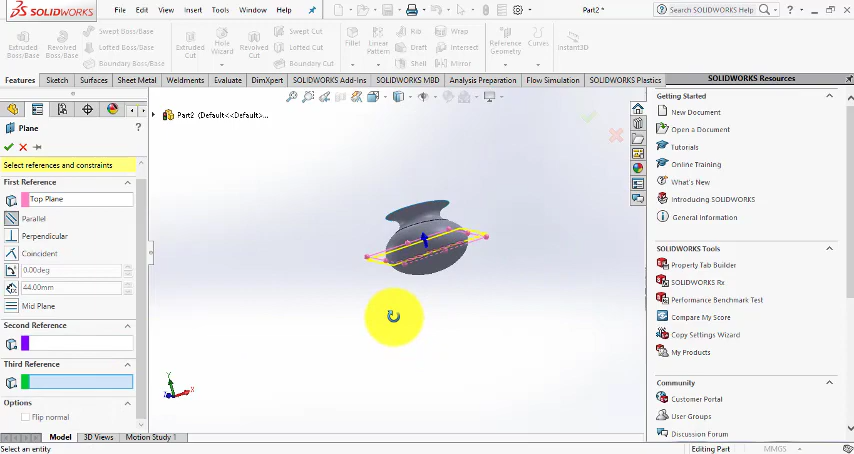 SOLIDWORKS File Edit View Insert Tools Window Help Part2 * Search SOLIDWORKS Help
Extruded Boss/Base Revolved Boss/Base Swept Boss/Base Lofted Boss/Base Boundary Boss/Base Extruded Cut Hole Wizard Revolved Cut Swept Cut Lofted Cut Boundary Cut Fillet Linear Pattern Rib Draft Shell Wrap Intersect Mirror Reference Geometry Curves Instant3D
Features Sketch Surfaces Sheet Metal Weldments Evaluate DimXpert SOLIDWORKS Add-Ins SOLIDWORKS MBD Analysis Preparation Flow Simulation SOLIDWORKS Plastics
SOLIDWORKS Resources
Plane
?
Select references and constraints
First Reference
Top Plane
Parallel
Perpendicular
Coincident
0.00deg
44.00mm
Mid Plane
Second Reference
Third Reference
Options
Flip normal
Part2 (Default<<Default>...
Y
X
Z
Getting Started
New Document
Open a Document
Tutorials
Online Training
What's New
Introducing SOLIDWORKS
General Information
SOLIDWORKS Tools
Property Tab Builder
SOLIDWORKS Rx
Performance Benchmark Test
Compare My Score
Copy Settings Wizard
My Products
Community
Customer Portal
User Groups
Discussion Forum
Model 3D Views Motion Study 1
Select an entity Editing Part MMGS